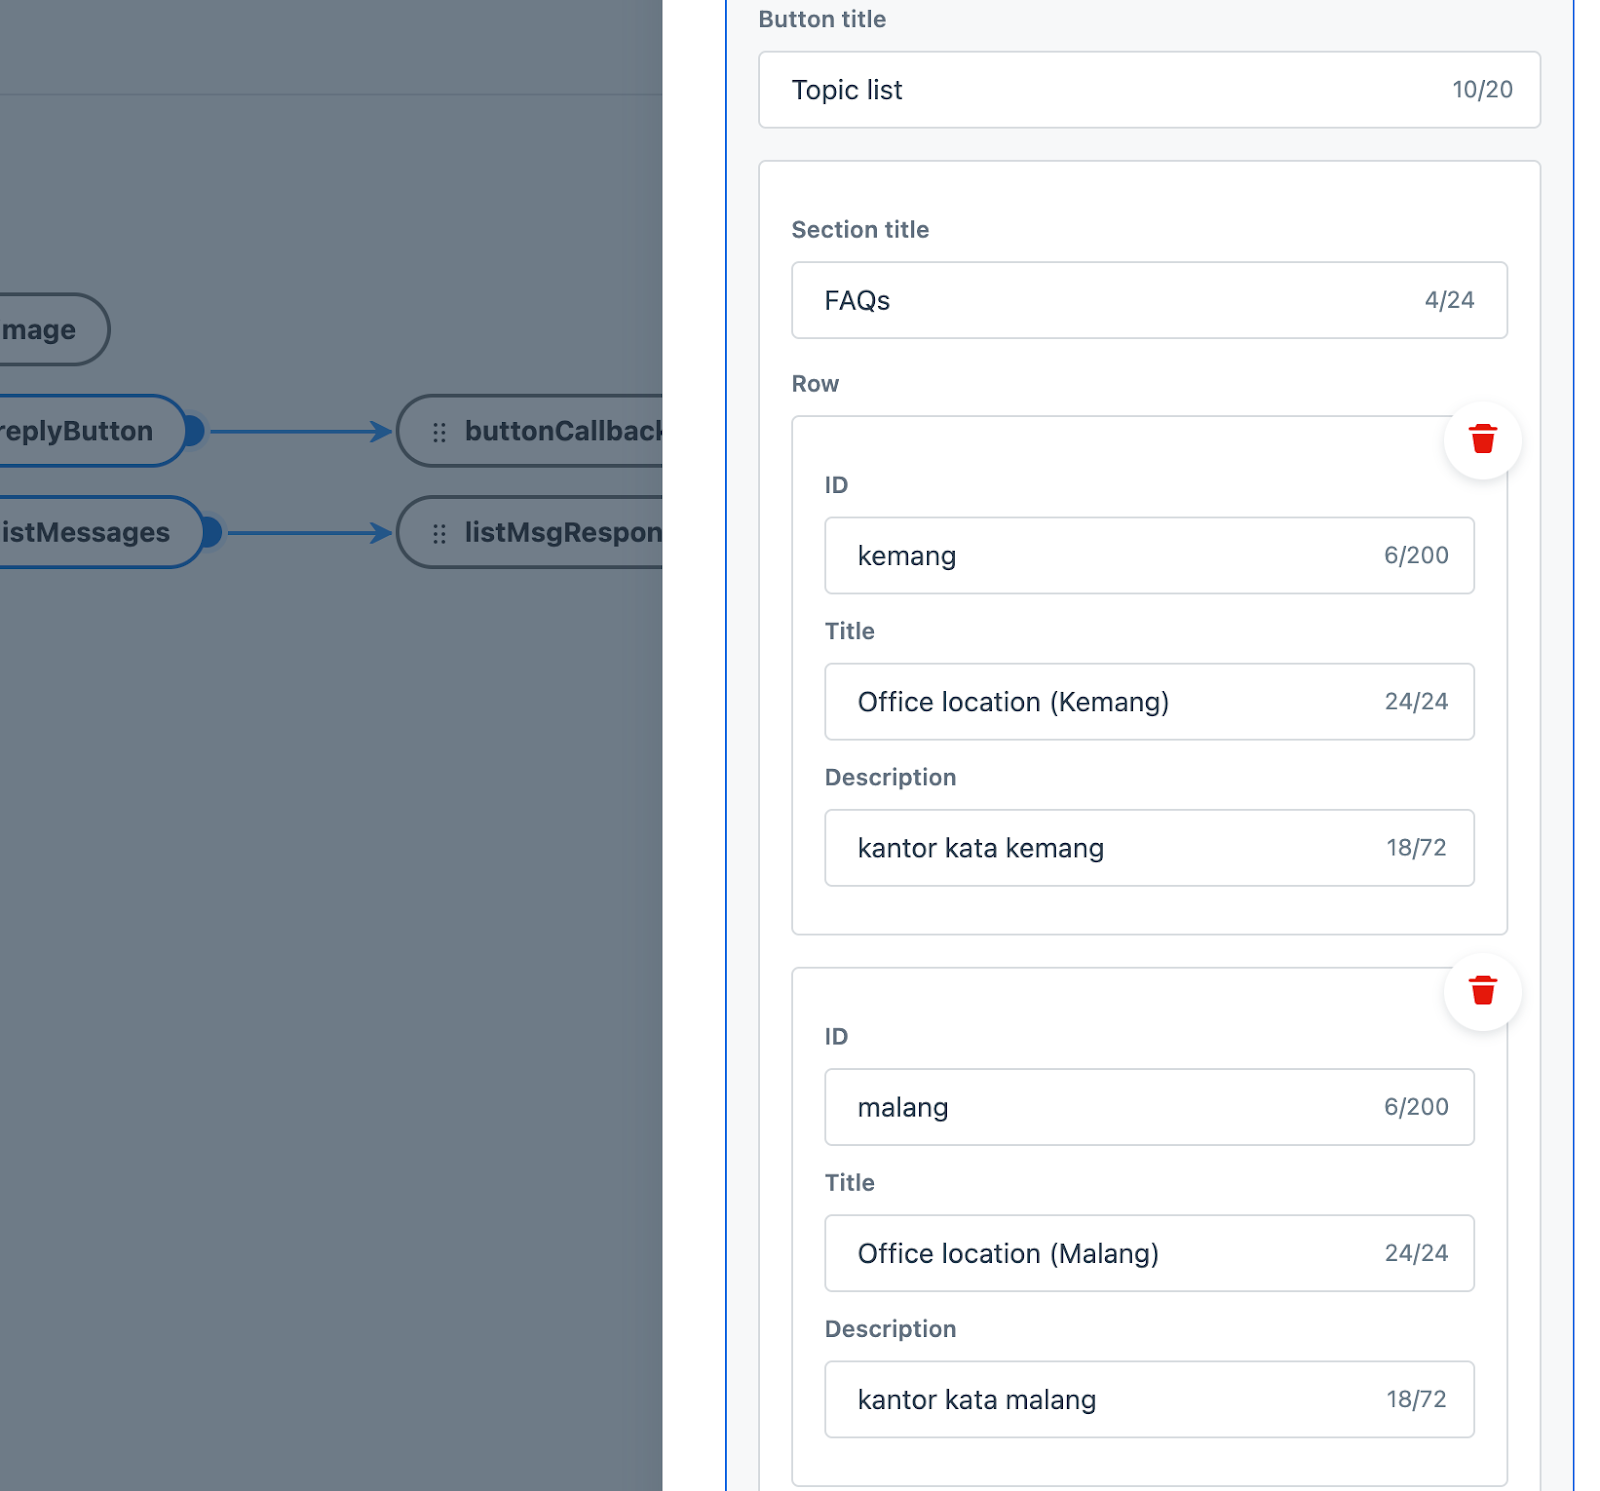 mage
replyButton
buttonCallback
istMessages
listMsgRespon
Button title
Topic list 10/20
Section title
FAQs 4/24
Row
ID
kemang 6/200
Title
Office location (Kemang) 24/24
Description
kantor kata kemang 18/72
ID
malang 6/200
Title
Office location (Malang) 24/24
Description
kantor kata malang 18/72